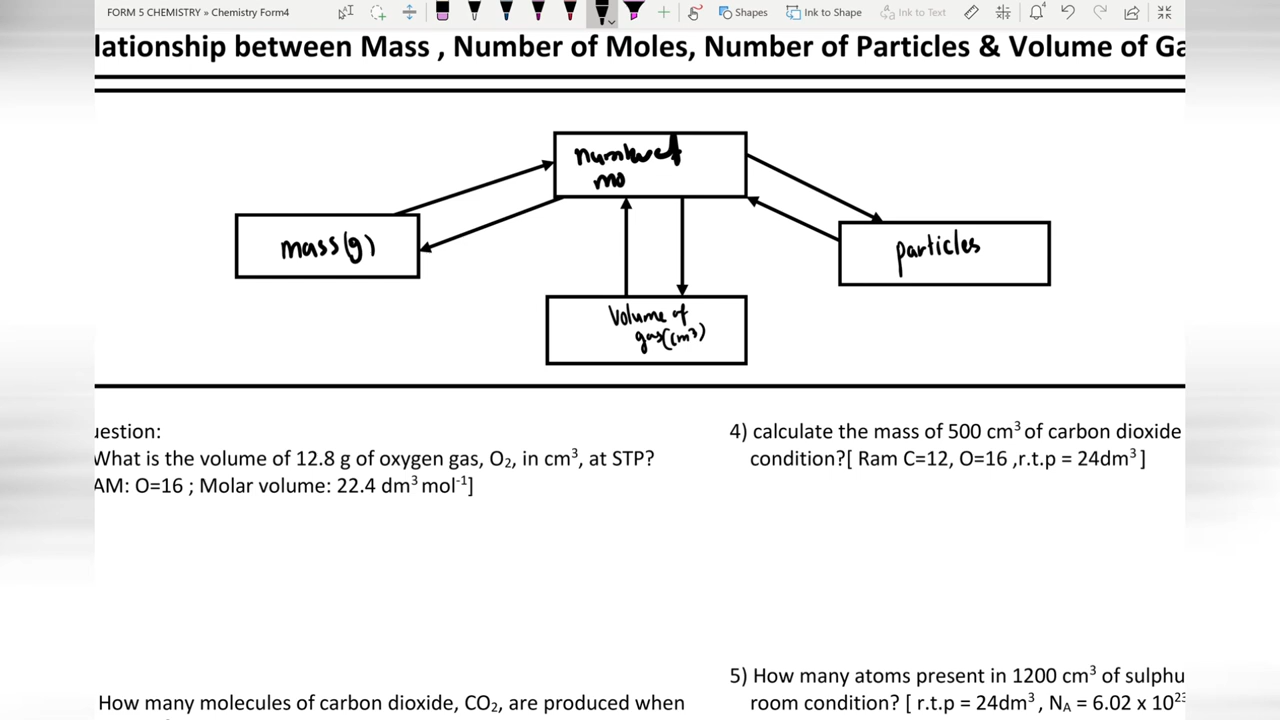 FORM 5 CHEMISTRY » Chemistry Form4
Shapes
Ink to Shape
Ink to Text
lationship between Mass , Number of Moles, Number of Particles & Volume of Ga
number of
mo
mass(g)
particles
Volume of
gas(cm³)
uestion:
What is the volume of 12.8 g of oxygen gas, O₂, in cm³, at STP?
AM: O=16 ; Molar volume: 22.4 dm³ mol⁻¹]
4) calculate the mass of 500 cm³ of carbon dioxide
condition?[ Ram C=12, O=16 ,r.t.p = 24dm³ ]
5) How many atoms present in 1200 cm³ of sulphu
room condition? [ r.t.p = 24dm³ , Nᴀ = 6.02 x 10²³
How many molecules of carbon dioxide, CO₂, are produced when